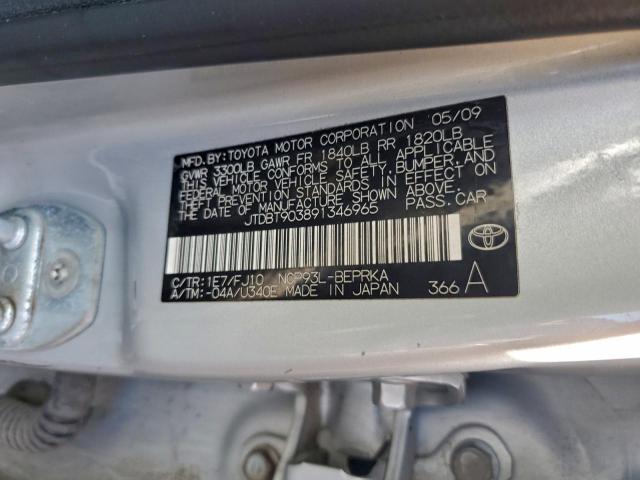 MFD. BY: TOYOTA MOTOR CORPORATION 05/09
GVWR 3300LB GAWR FR 1840LB RR 1820LB
THIS VEHICLE CONFORMS TO ALL APPLICABLE
FEDERAL MOTOR VEHICLE SAFETY, BUMPER, AND
THEFT PREVENTION STANDARDS IN EFFECT ON
THE DATE OF MANUFACTURE SHOWN ABOVE.
JTDBT903891346965 PASS. CAR
C/TR: 1E7/FJ10 NCP93L-BEPRKA
A/TM: -04A/U340E MADE IN JAPAN 366 A